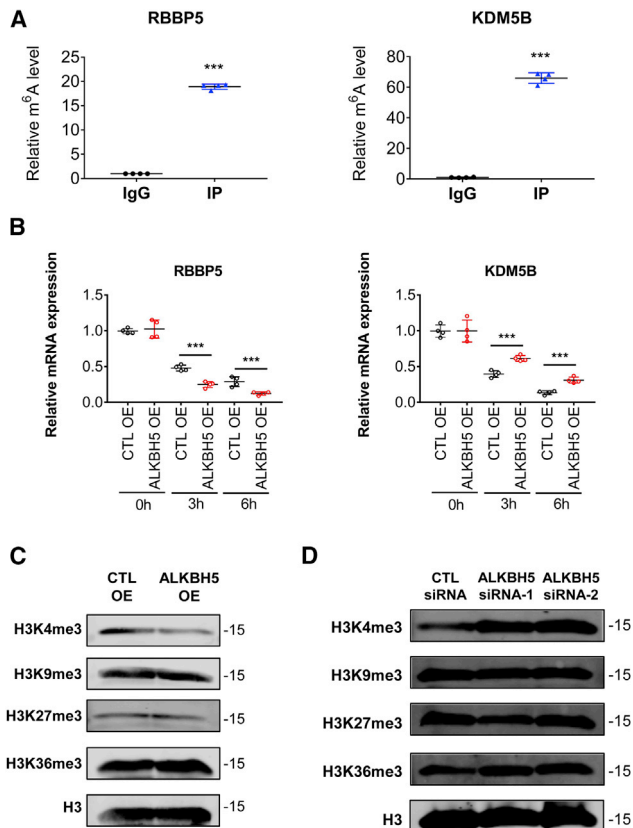 A
RBBP5
KDM5B
Relative m⁶A level
25
20
15
10
5
0
***
IgG
IP
Relative m⁶A level
80
60
40
20
0
***
IgG
IP
B
RBBP5
KDM5B
Relative mRNA expression
1.5
1.0
0.5
0.0
***
***
CTL OE
ALKBH5 OE
CTL OE
ALKBH5 OE
CTL OE
ALKBH5 OE
0h
3h
6h
Relative mRNA expression
1.5
1.0
0.5
0.0
***
***
CTL OE
ALKBH5 OE
CTL OE
ALKBH5 OE
CTL OE
ALKBH5 OE
0h
3h
6h
C
CTL ALKBH5
OE OE
H3K4me3 -15
H3K9me3 -15
H3K27me3 -15
H3K36me3 -15
H3 -15
D
CTL ALKBH5 ALKBH5
siRNA siRNA-1 siRNA-2
H3K4me3 -15
H3K9me3 -15
H3K27me3 -15
H3K36me3 -15
H3 -15